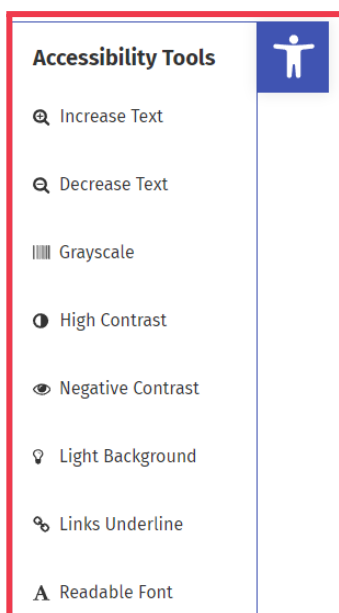 Accessibility Tools
Increase Text
Decrease Text
Grayscale
High Contrast
Negative Contrast
Light Background
Links Underline
Readable Font